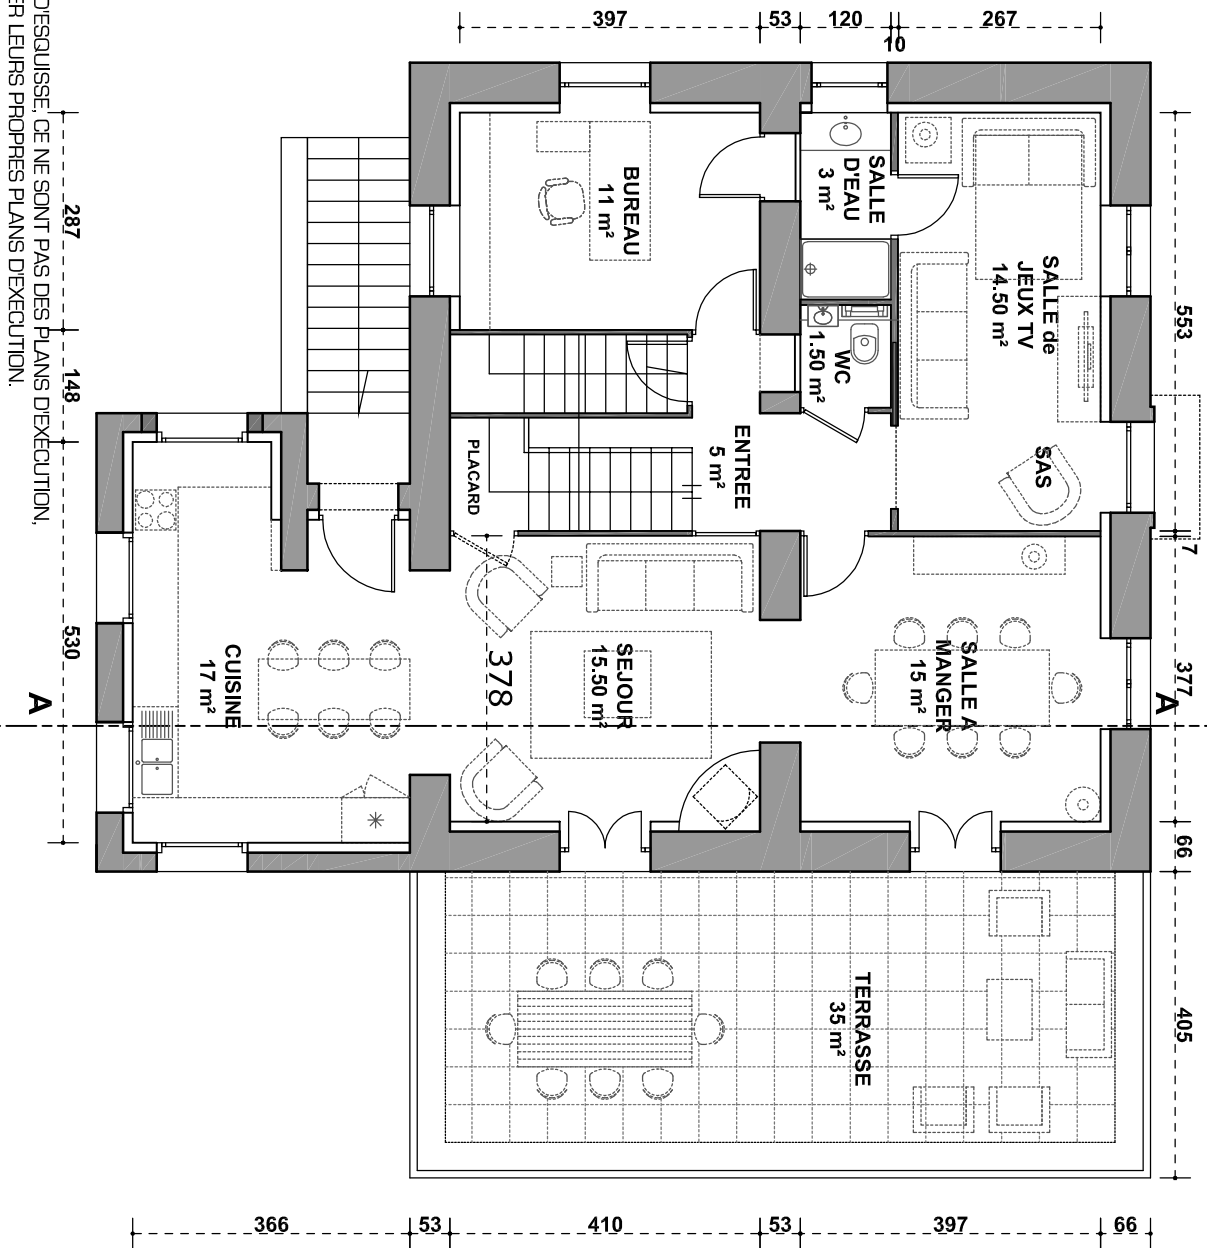 397
53
120
10
267
D'ESQUISSE, CE NE SONT PAS DES PLANS D'EXECUTION,
ER LEURS PROPRES PLANS D'EXECUTION.
287
148
530
A
BUREAU
11 m²
SALLE
D'EAU
3 m²
SALLE de
JEUX TV
14.50 m²
WC
1.50 m²
SAS
ENTREE
5 m²
PLACARD
553
7
377
A
66
405
CUISINE
17 m²
378
SEJOUR
15.50 m²
SALLE A
MANGER
15 m²
TERRASSE
35 m²
366
53
410
53
397
66